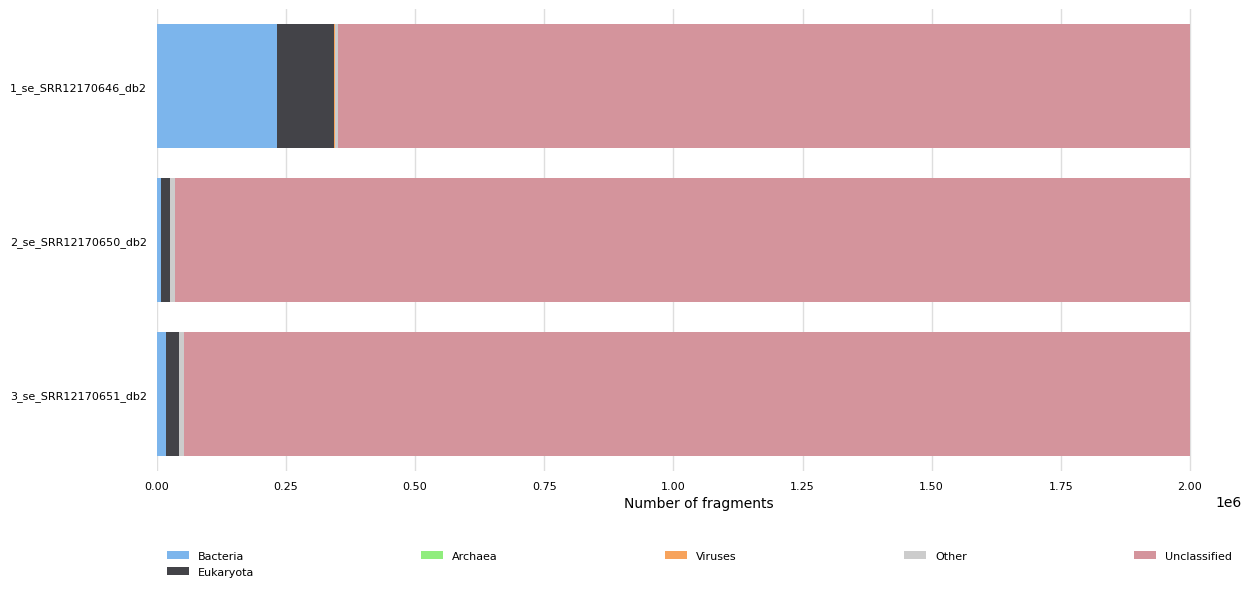 1_se_SRR12170646_db2
2_se_SRR12170650_db2
3_se_SRR12170651_db2
0.00 0.25 0.50 0.75 1.00 1.25 1.50 1.75 2.00
Number of fragments 1e6
Bacteria Archaea Viruses Other Unclassified
Eukaryota